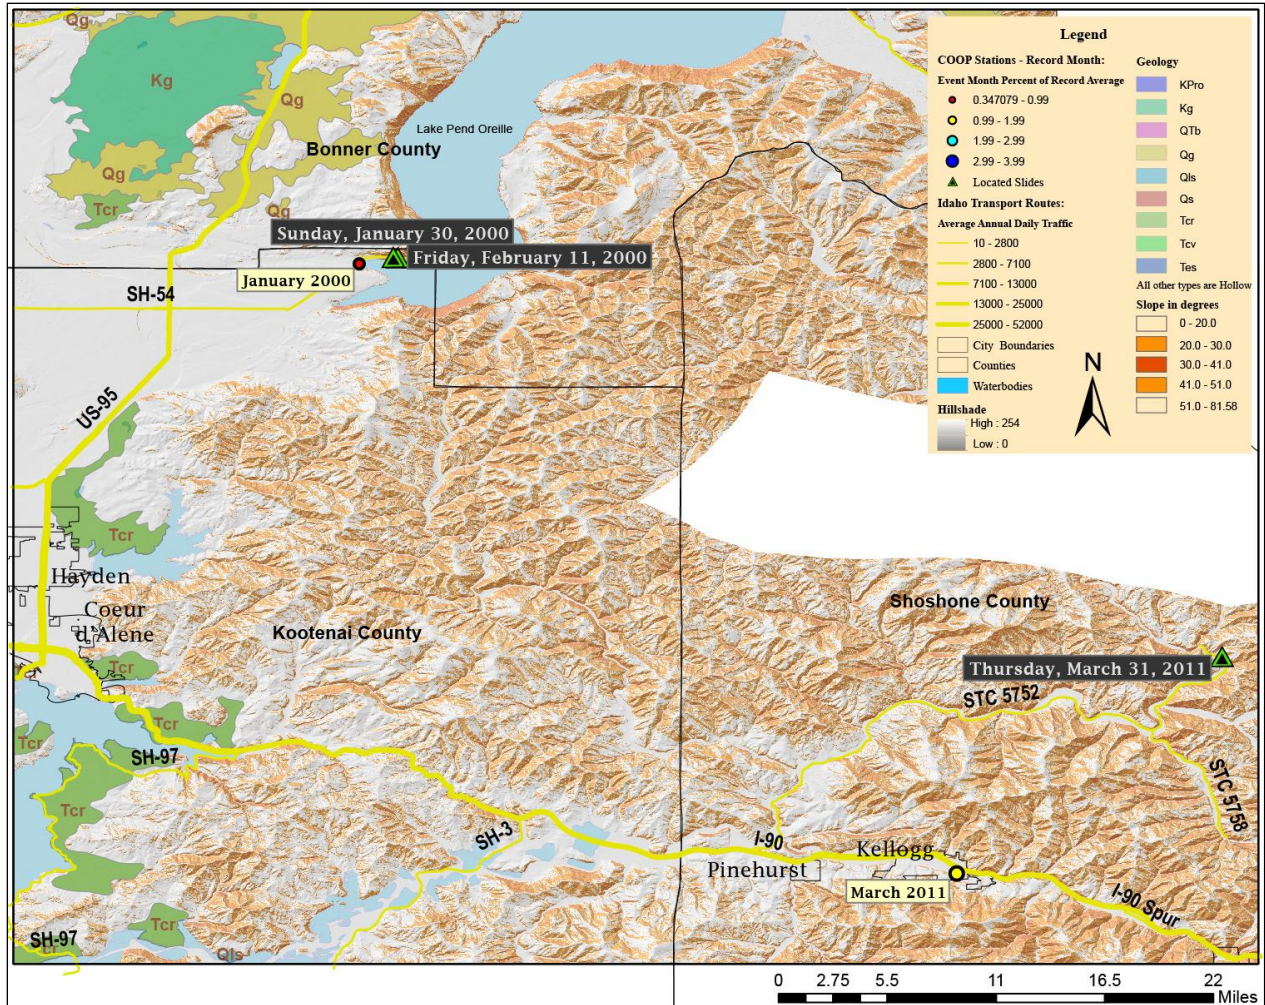 Qg
Kg
Qg
Lake Pend Oreille
Bonner County
Qg
Tcr
Qg
Sunday, January 30, 2000
Friday, February 11, 2000
January 2000
SH-54
US-95
Tcr
Hayden
Coeur
d'Alene
Kootenai County
Shoshone County
Tcr
Thursday, March 31, 2011
STC 5752
Tcr
Tcr
SH-97
STC 5758
Tcr
SH-3
I-90
Kellogg
Pinehurst
March 2011
I-90 Spur
Tcr
SH-97
Qls
Legend
COOP Stations - Record Month:
Event Month Percent of Record Average
0.347079 - 0.99
0.99 - 1.99
1.99 - 2.99
2.99 - 3.99
Located Slides
Idaho Transport Routes:
Average Annual Daily Traffic
10 - 2800
2800 - 7100
7100 - 13000
13000 - 25000
25000 - 52000
City Boundaries
Counties
Waterbodies
Hillshade
High : 254
Low : 0
Geology
KPro
Kg
QTb
Qg
Qls
Qs
Tcr
Tcv
Tes
All other types are Hollow
Slope in degrees
0 - 20.0
20.0 - 30.0
30.0 - 41.0
41.0 - 51.0
51.0 - 81.58
N
0 2.75 5.5 11 16.5 22
Miles